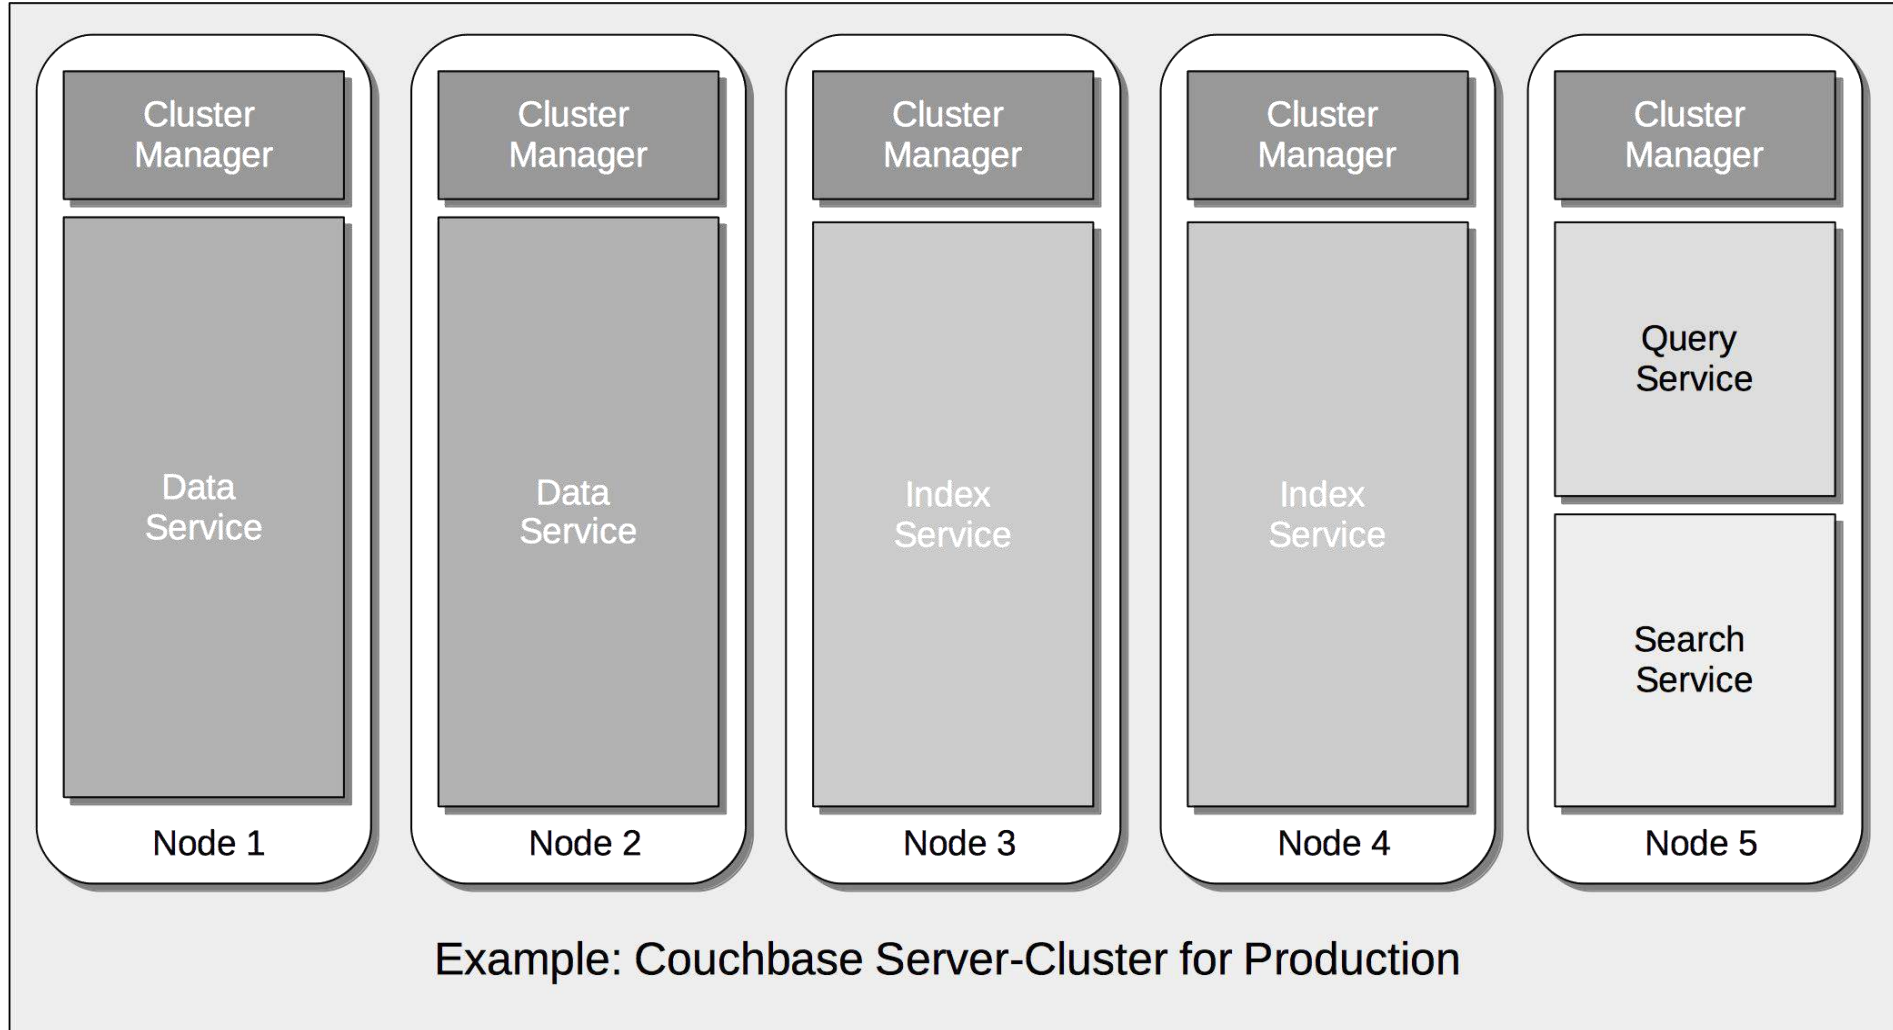 Cluster
Manager
Data
Service
Node 1
Cluster
Manager
Data
Service
Node 2
Cluster
Manager
Index
Service
Node 3
Cluster
Manager
Index
Service
Node 4
Cluster
Manager
Query
Service
Search
Service
Node 5
Example: Couchbase Server-Cluster for Production